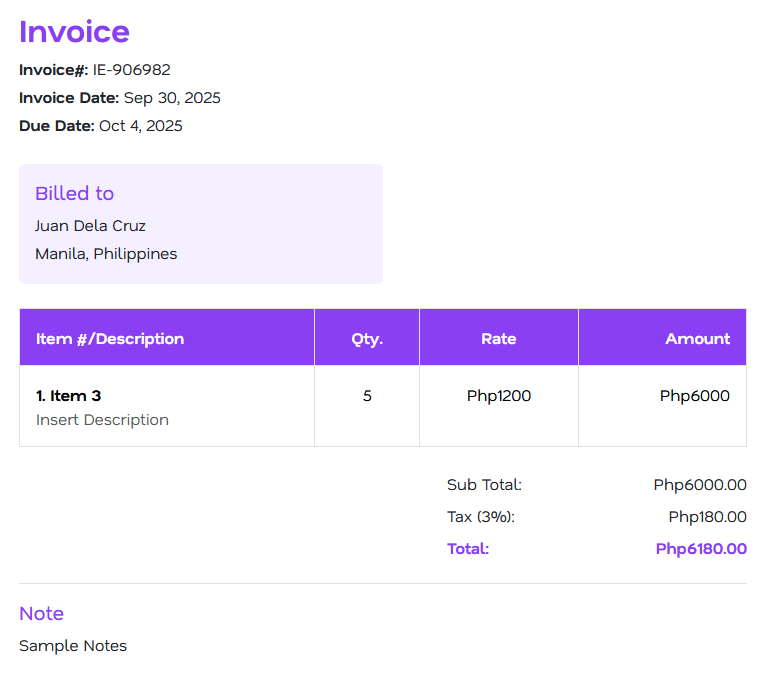 Invoice
Invoice#: IE-906982
Invoice Date: Sep 30, 2025
Due Date: Oct 4, 2025
Billed to
Juan Dela Cruz
Manila, Philippines
Item #/Description Qty. Rate Amount
1. Item 3 5 Php1200 Php6000
Insert Description
Sub Total: Php6000.00
Tax (3%): Php180.00
Total: Php6180.00
Note
Sample Notes